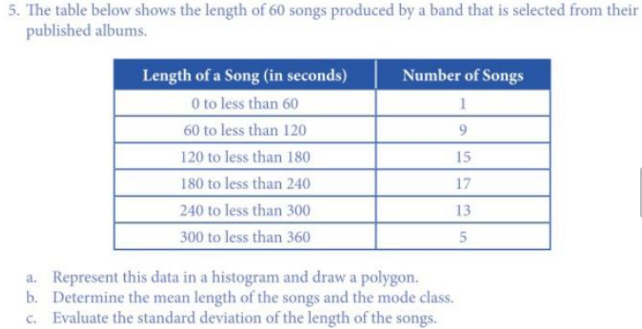 5. The table below shows the length of 60 songs produced by a band that is selected from their
published albums.
Length of a Song (in seconds) Number of Songs
0 to less than 60 1
60 to less than 120 9
120 to less than 180 15
180 to less than 240 17
240 to less than 300 13
300 to less than 360 5
a. Represent this data in a histogram and draw a polygon.
b. Determine the mean length of the songs and the mode class.
c. Evaluate the standard deviation of the length of the songs.